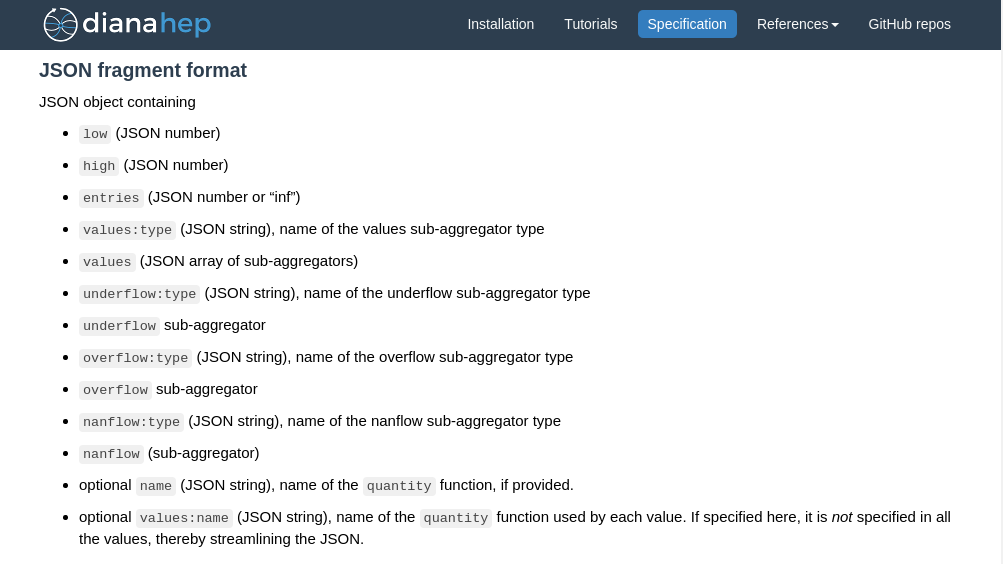 dianahep
Installation Tutorials Specification References GitHub repos
JSON fragment format
JSON object containing
low (JSON number)
high (JSON number)
entries (JSON number or “inf”)
values:type (JSON string), name of the values sub-aggregator type
values (JSON array of sub-aggregators)
underflow:type (JSON string), name of the underflow sub-aggregator type
underflow sub-aggregator
overflow:type (JSON string), name of the overflow sub-aggregator type
overflow sub-aggregator
nanflow:type (JSON string), name of the nanflow sub-aggregator type
nanflow (sub-aggregator)
optional name (JSON string), name of the quantity function, if provided.
optional values:name (JSON string), name of the quantity function used by each value. If specified here, it is not specified in all
the values, thereby streamlining the JSON.